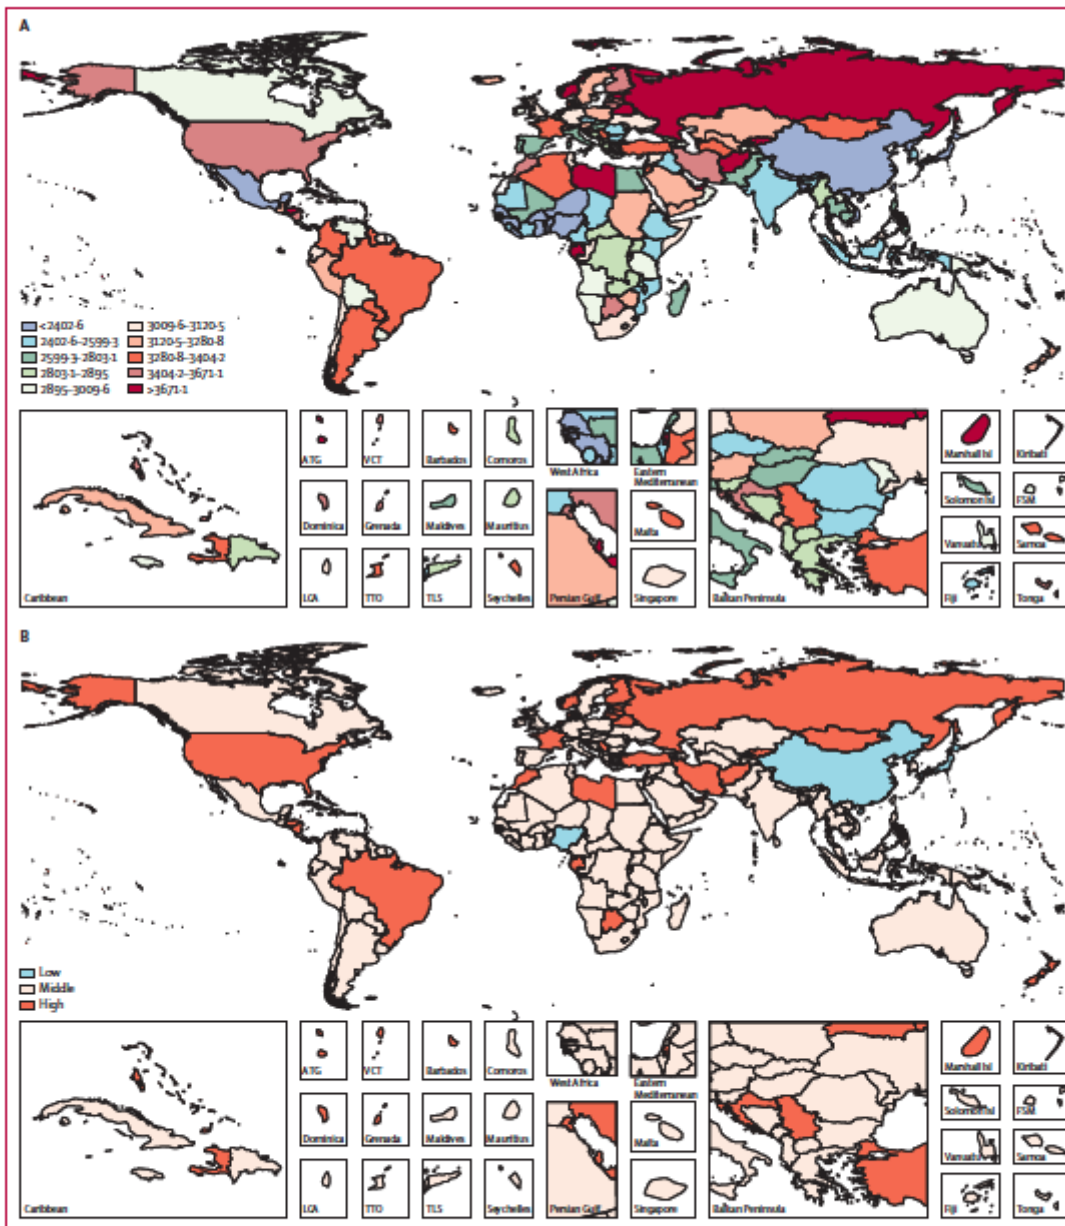 A
<2402·6
2402·6–2599·3
2599·3–2803·1
2803·1–2895
2895–3009·6
3009·6–3120·5
3120·5–3280·8
3280·8–3404·2
3404·2–3671·1
>3671·1
Caribbean
ATG
VCT
Barbados
Comoros
Dominica
Grenada
Maldives
Mauritius
LCA
TTO
TLS
Seychelles
West Africa
Eastern
Mediterranean
Persian Gulf
Malta
Singapore
Balkan Peninsula
Marshall Isl
Kiribati
Solomon Isl
FSM
Vanuatu
Samoa
Fiji
Tonga
B
Low
Middle
High
Caribbean
ATG
VCT
Barbados
Comoros
Dominica
Grenada
Maldives
Mauritius
LCA
TTO
TLS
Seychelles
West Africa
Eastern
Mediterranean
Persian Gulf
Malta
Singapore
Balkan Peninsula
Marshall Isl
Kiribati
Solomon Isl
FSM
Vanuatu
Samoa
Fiji
Tonga